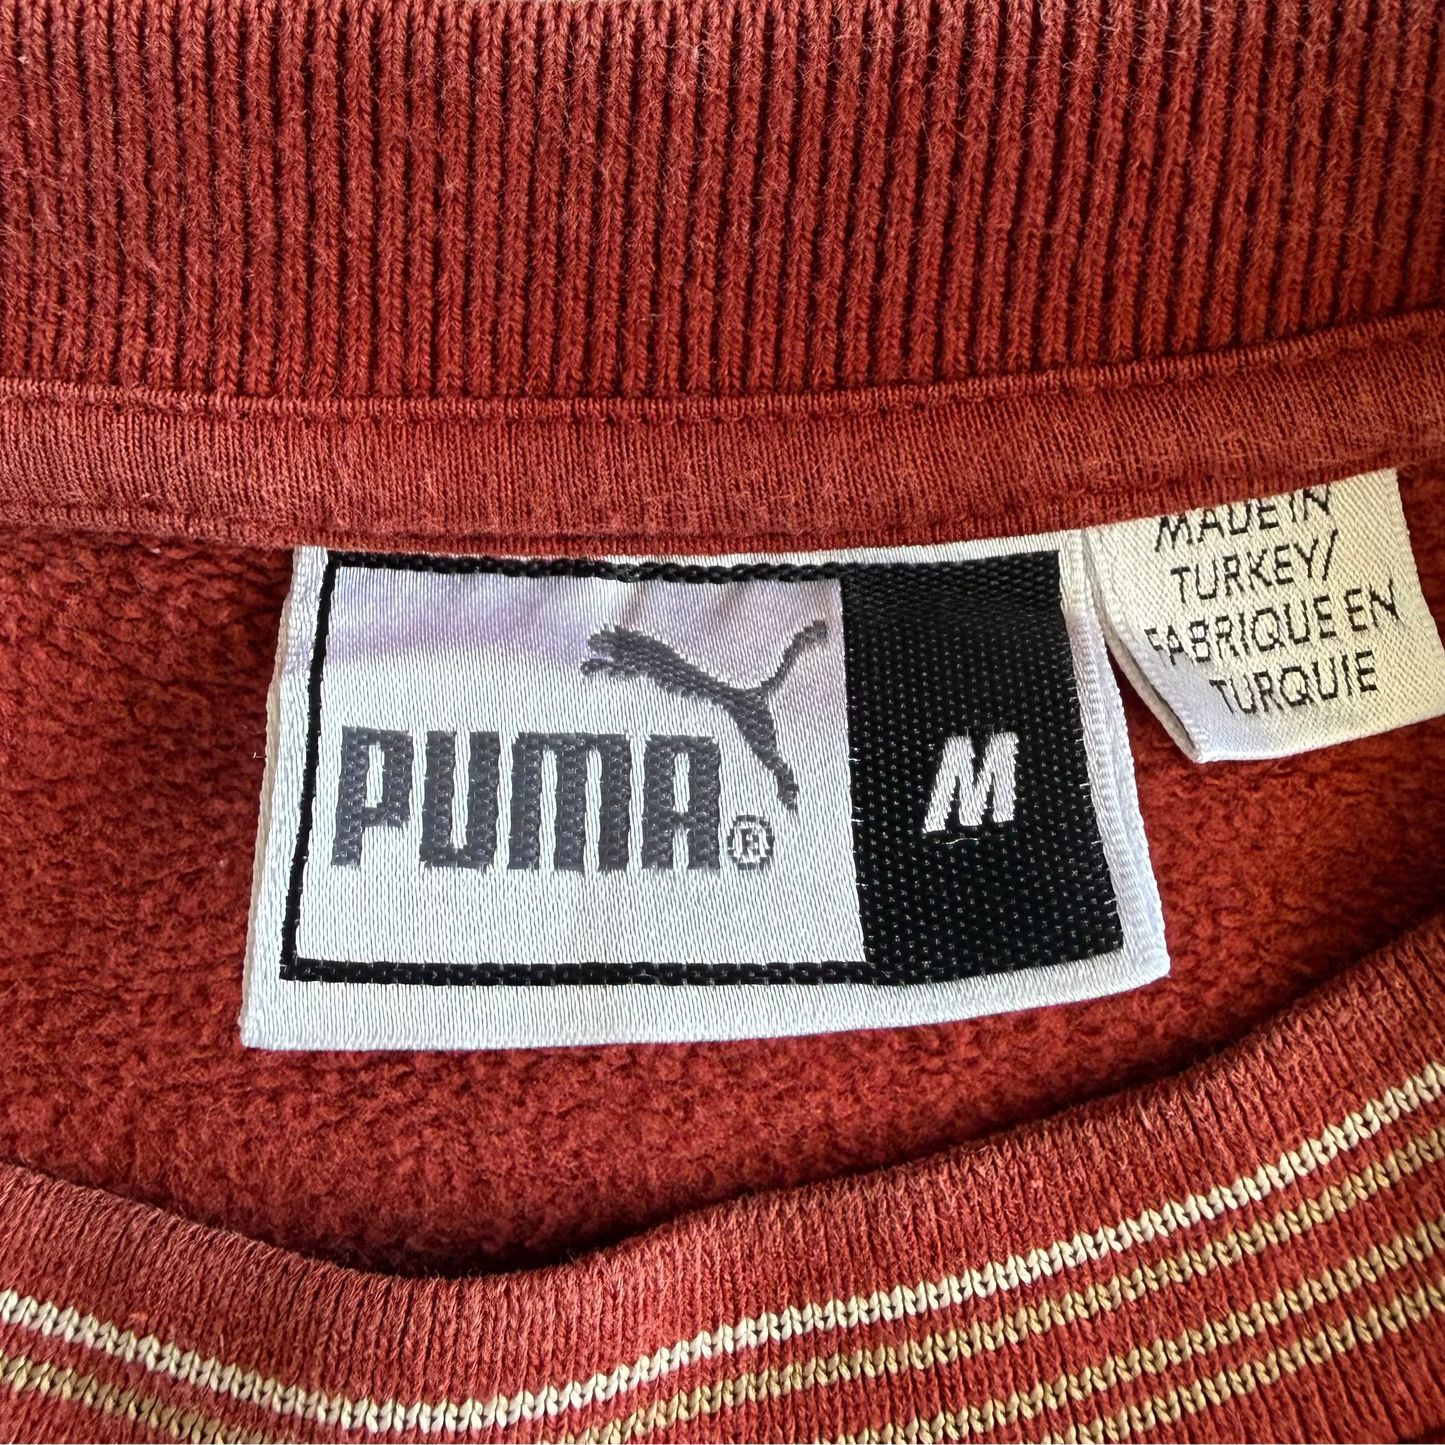 PUMA®
M
MADE IN
TURKEY/
FABRIQUE EN
TURQUIE